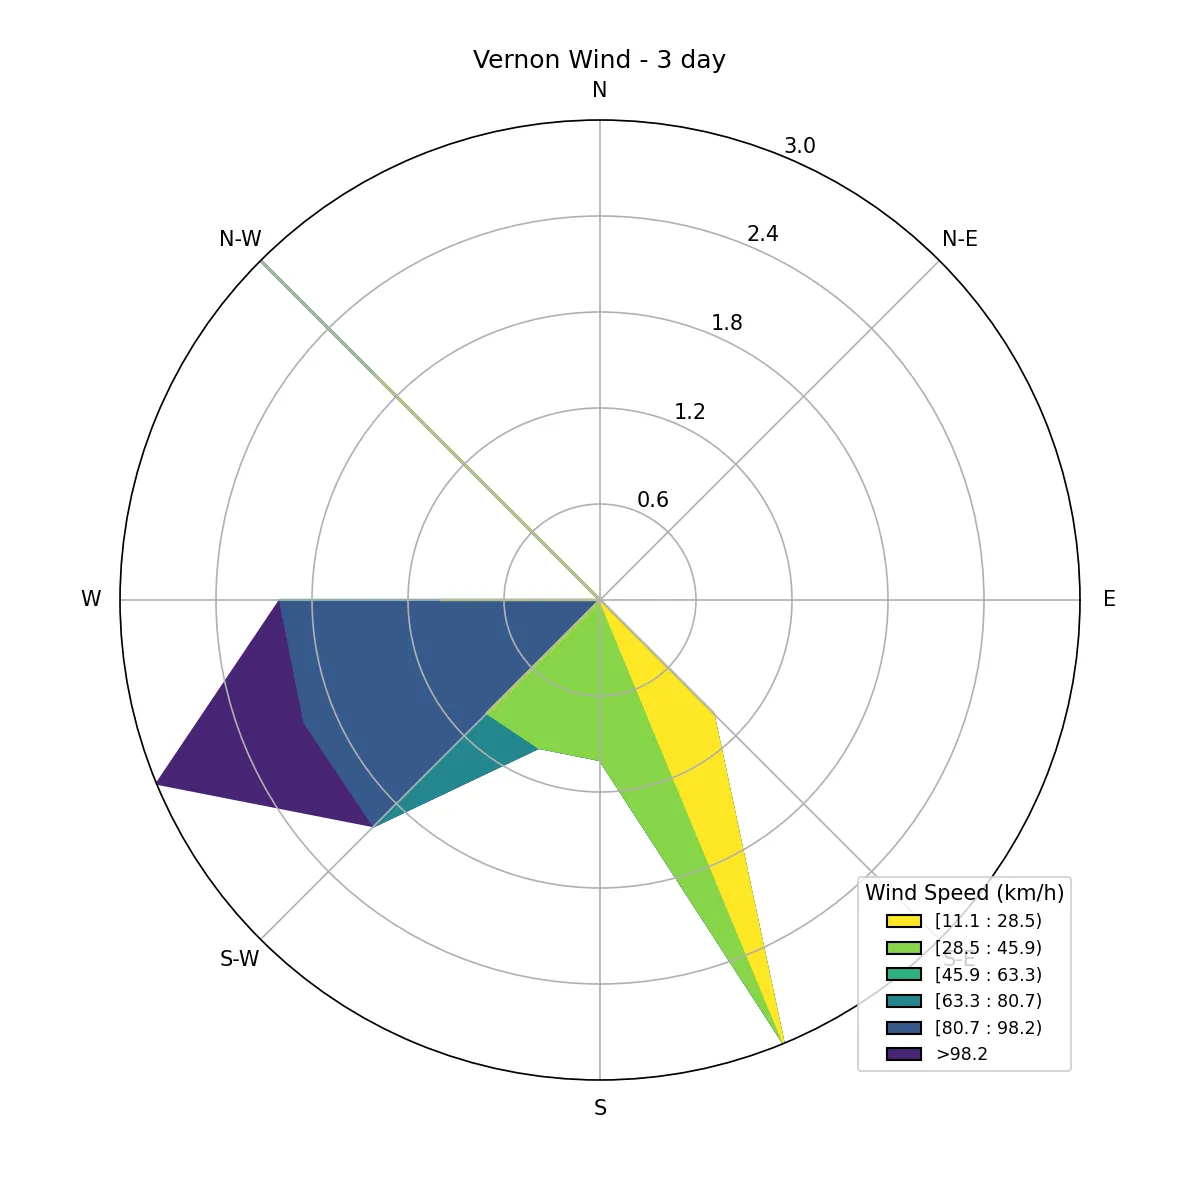 Vernon Wind - 3 day
N
3.0
N-W
N-E
2.4
1.8
1.2
0.6
W
E
Wind Speed (km/h)
[11.1 : 28.5)
[28.5 : 45.9)
S-W
S-E
[45.9 : 63.3)
[63.3 : 80.7)
[80.7 : 98.2)
>98.2
S